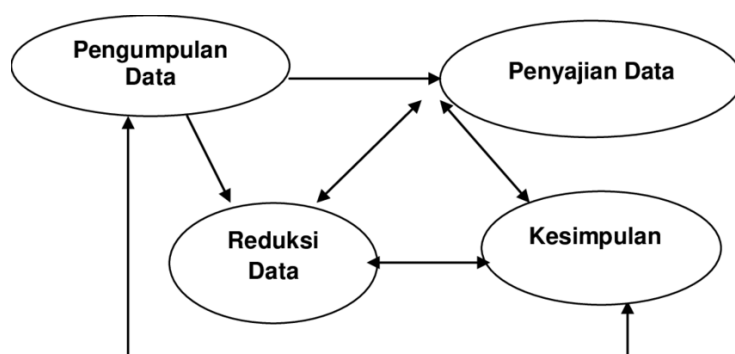 Pengumpulan
Data
Penyajian Data
Reduksi
Data
Kesimpulan